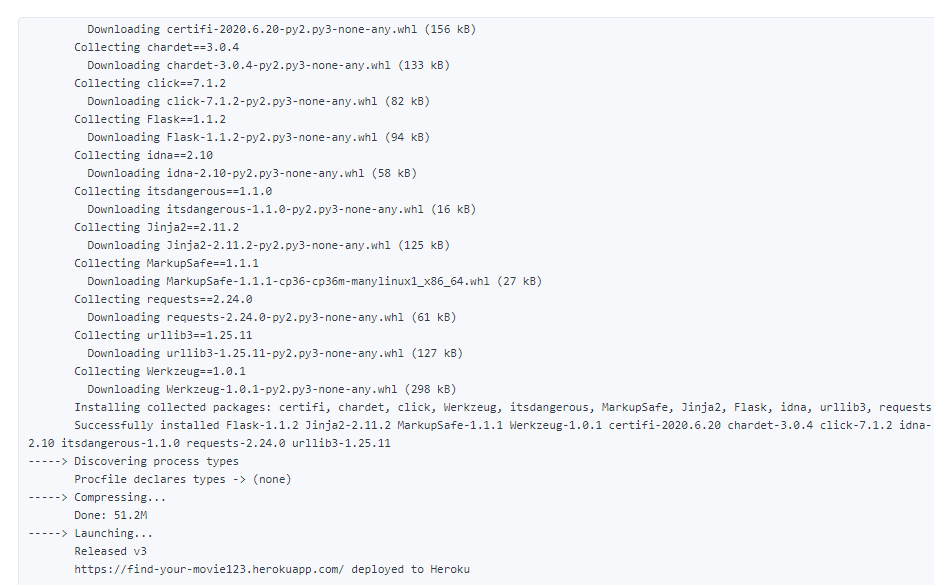 Downloading certifi-2020.6.20-py2.py3-none-any.whl (156 kB)
Collecting chardet==3.0.4
Downloading chardet-3.0.4-py2.py3-none-any.whl (133 kB)
Collecting click==7.1.2
Downloading click-7.1.2-py2.py3-none-any.whl (82 kB)
Collecting Flask==1.1.2
Downloading Flask-1.1.2-py2.py3-none-any.whl (94 kB)
Collecting idna==2.10
Downloading idna-2.10-py2.py3-none-any.whl (58 kB)
Collecting itsdangerous==1.1.0
Downloading itsdangerous-1.1.0-py2.py3-none-any.whl (16 kB)
Collecting Jinja2==2.11.2
Downloading Jinja2-2.11.2-py2.py3-none-any.whl (125 kB)
Collecting MarkupSafe==1.1.1
Downloading MarkupSafe-1.1.1-cp36-cp36m-manylinux1_x86_64.whl (27 kB)
Collecting requests==2.24.0
Downloading requests-2.24.0-py2.py3-none-any.whl (61 kB)
Collecting urllib3==1.25.11
Downloading urllib3-1.25.11-py2.py3-none-any.whl (127 kB)
Collecting Werkzeug==1.0.1
Downloading Werkzeug-1.0.1-py2.py3-none-any.whl (298 kB)
Installing collected packages: certifi, chardet, click, Werkzeug, itsdangerous, MarkupSafe, Jinja2, Flask, idna, urllib3, requests
Successfully installed Flask-1.1.2 Jinja2-2.11.2 MarkupSafe-1.1.1 Werkzeug-1.0.1 certifi-2020.6.20 chardet-3.0.4 click-7.1.2 idna-
2.10 itsdangerous-1.1.0 requests-2.24.0 urllib3-1.25.11
-----> Discovering process types
Procfile declares types -> (none)
-----> Compressing...
Done: 51.2M
-----> Launching...
Released v3
https://find-your-movie123.herokuapp.com/ deployed to Heroku